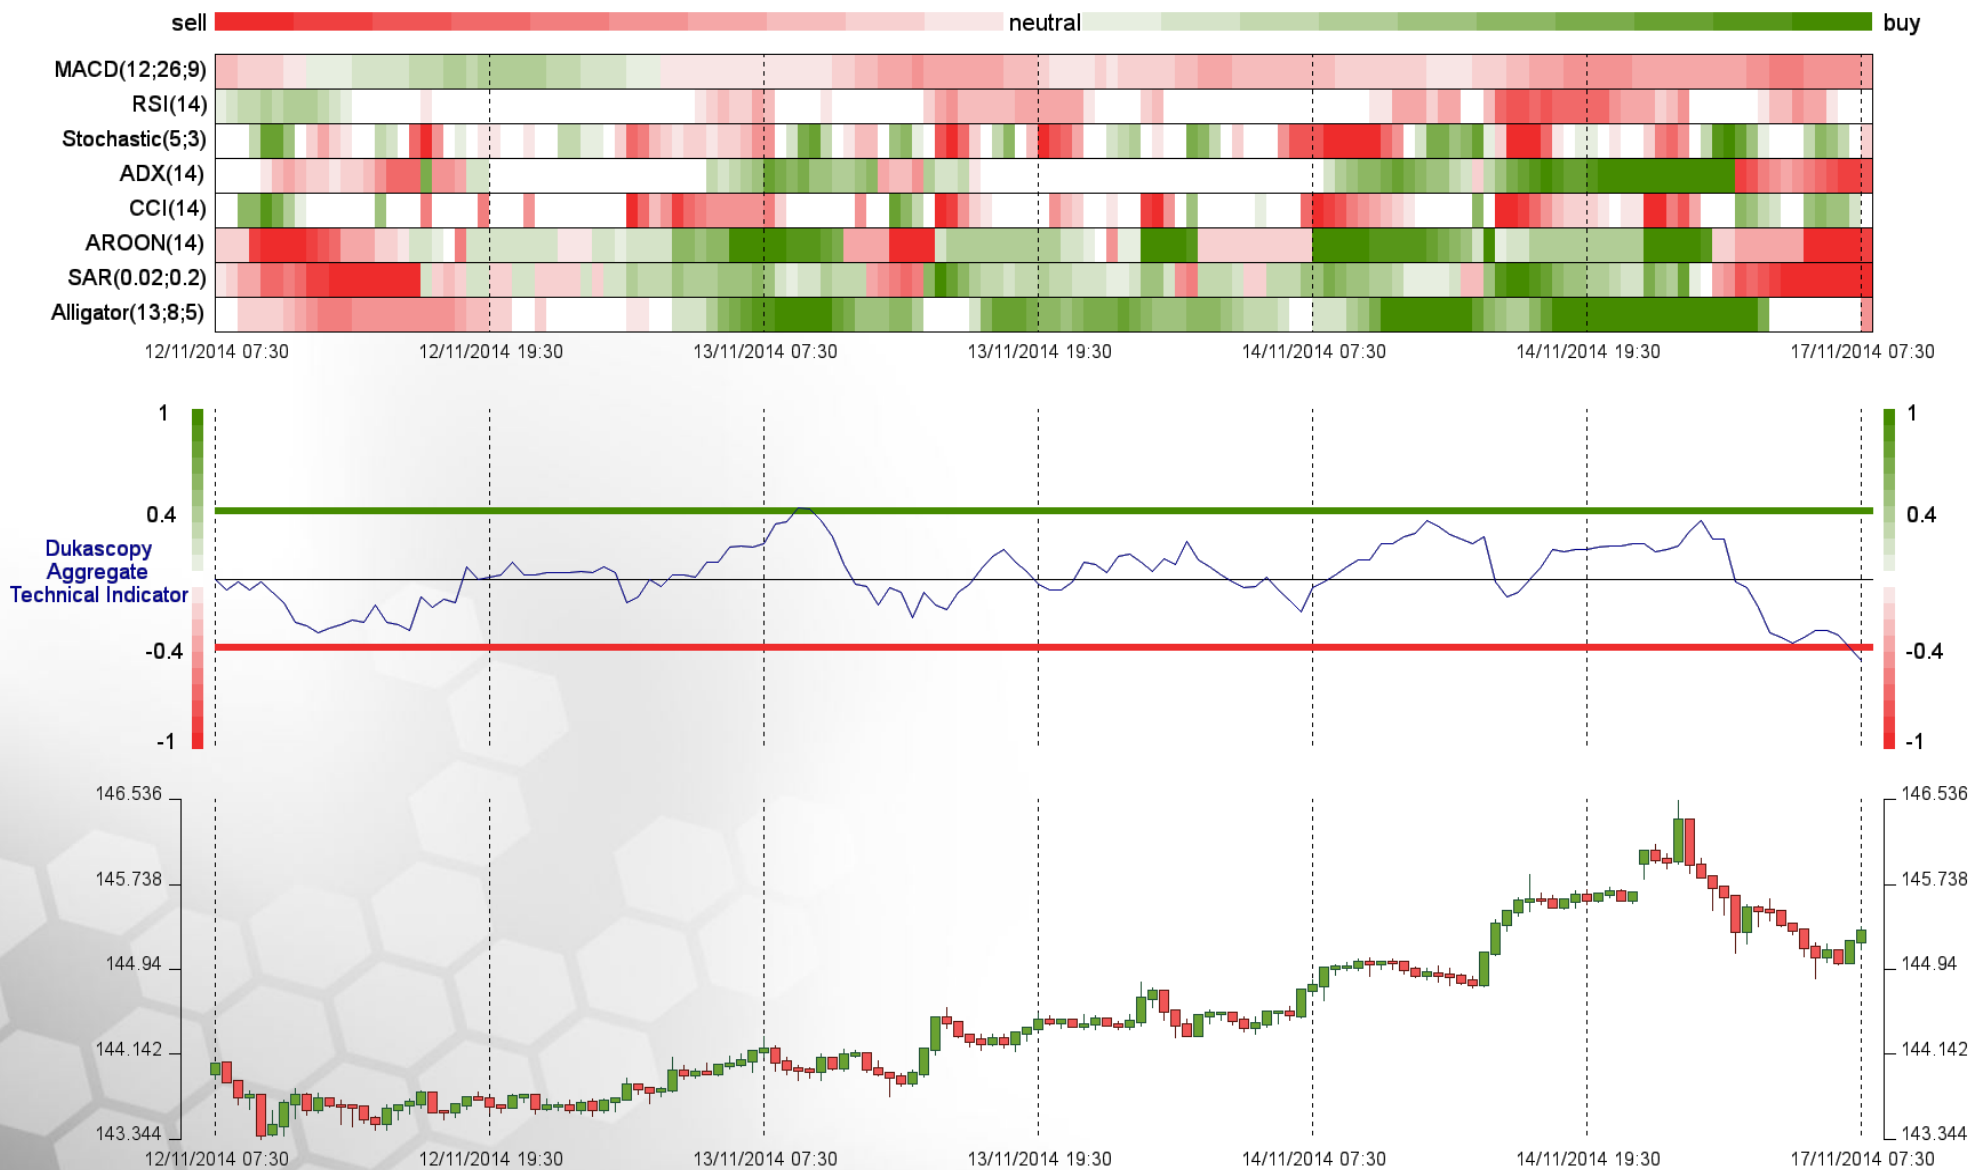 sell neutral buy
MACD(12;26;9)
RSI(14)
Stochastic(5;3)
ADX(14)
CCI(14)
AROON(14)
SAR(0.02;0.2)
Alligator(13;8;5)
12/11/2014 07:30 12/11/2014 19:30 13/11/2014 07:30 13/11/2014 19:30 14/11/2014 07:30 14/11/2014 19:30 17/11/2014 07:30
1 1
0.4 0.4
Dukascopy
Aggregate
Technical Indicator
-0.4 -0.4
-1 -1
146.536 146.536
145.738 145.738
144.94 144.94
144.142 144.142
143.344 143.344
12/11/2014 07:30 12/11/2014 19:30 13/11/2014 07:30 13/11/2014 19:30 14/11/2014 07:30 14/11/2014 19:30 17/11/2014 07:30